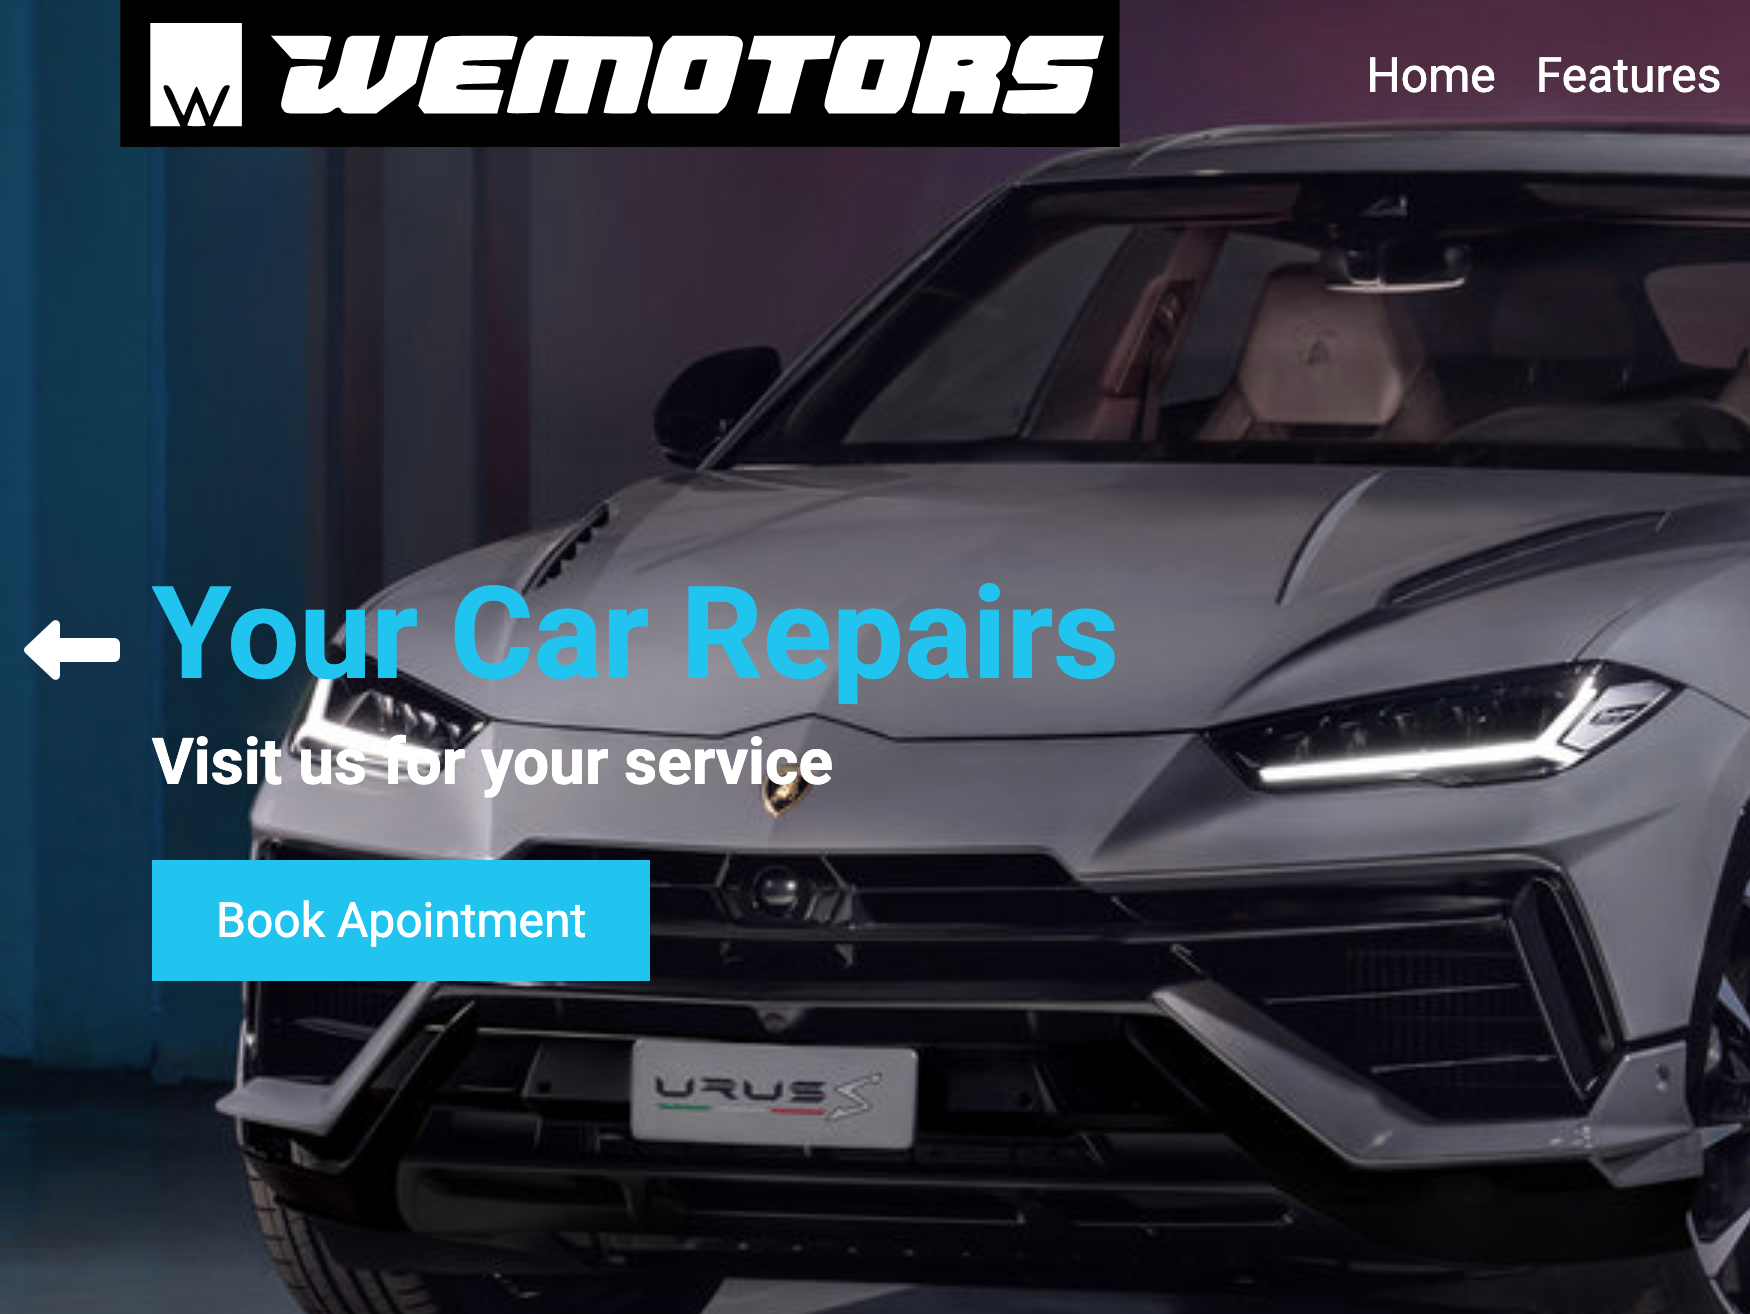 W WEMOTORS
Home Features
Your Car Repairs
Visit us for your service
Book Apointment
URUS S